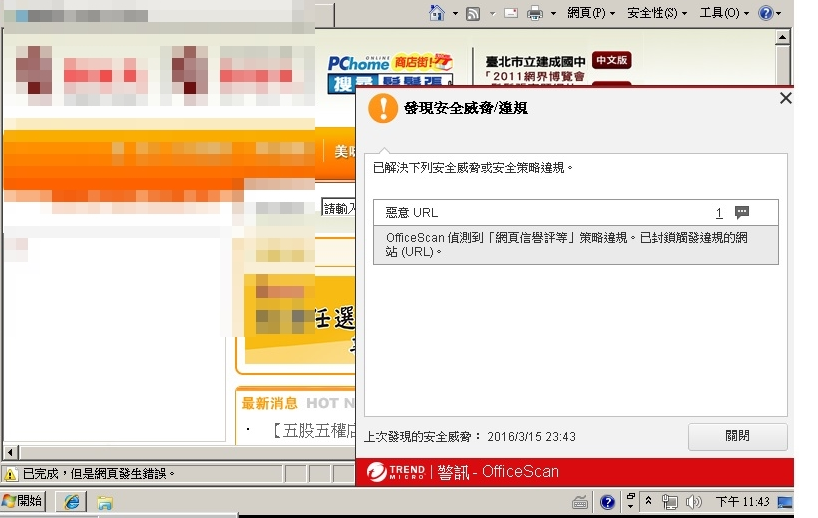 網頁(P)
安全性(S)
工具(O)
PChome ONLINE 商店街!
搜尋
臺北市立建成國中
「2011網界博覽會
中文版
發現安全威脅/違規
已解決下列安全威脅或安全策略違規。
惡意 URL
1
OfficeScan 偵測到「網頁信譽評等」策略違規。已封鎖觸發違規的網
站 (URL)。
請輸入
任選
最新消息 HOT N
· 【五股五權店
上次發現的安全威脅： 2016/3/15 23:43
關閉
TREND MICRO 警訊 - OfficeScan
已完成，但是網頁發生錯誤。
開始
下午 11:43